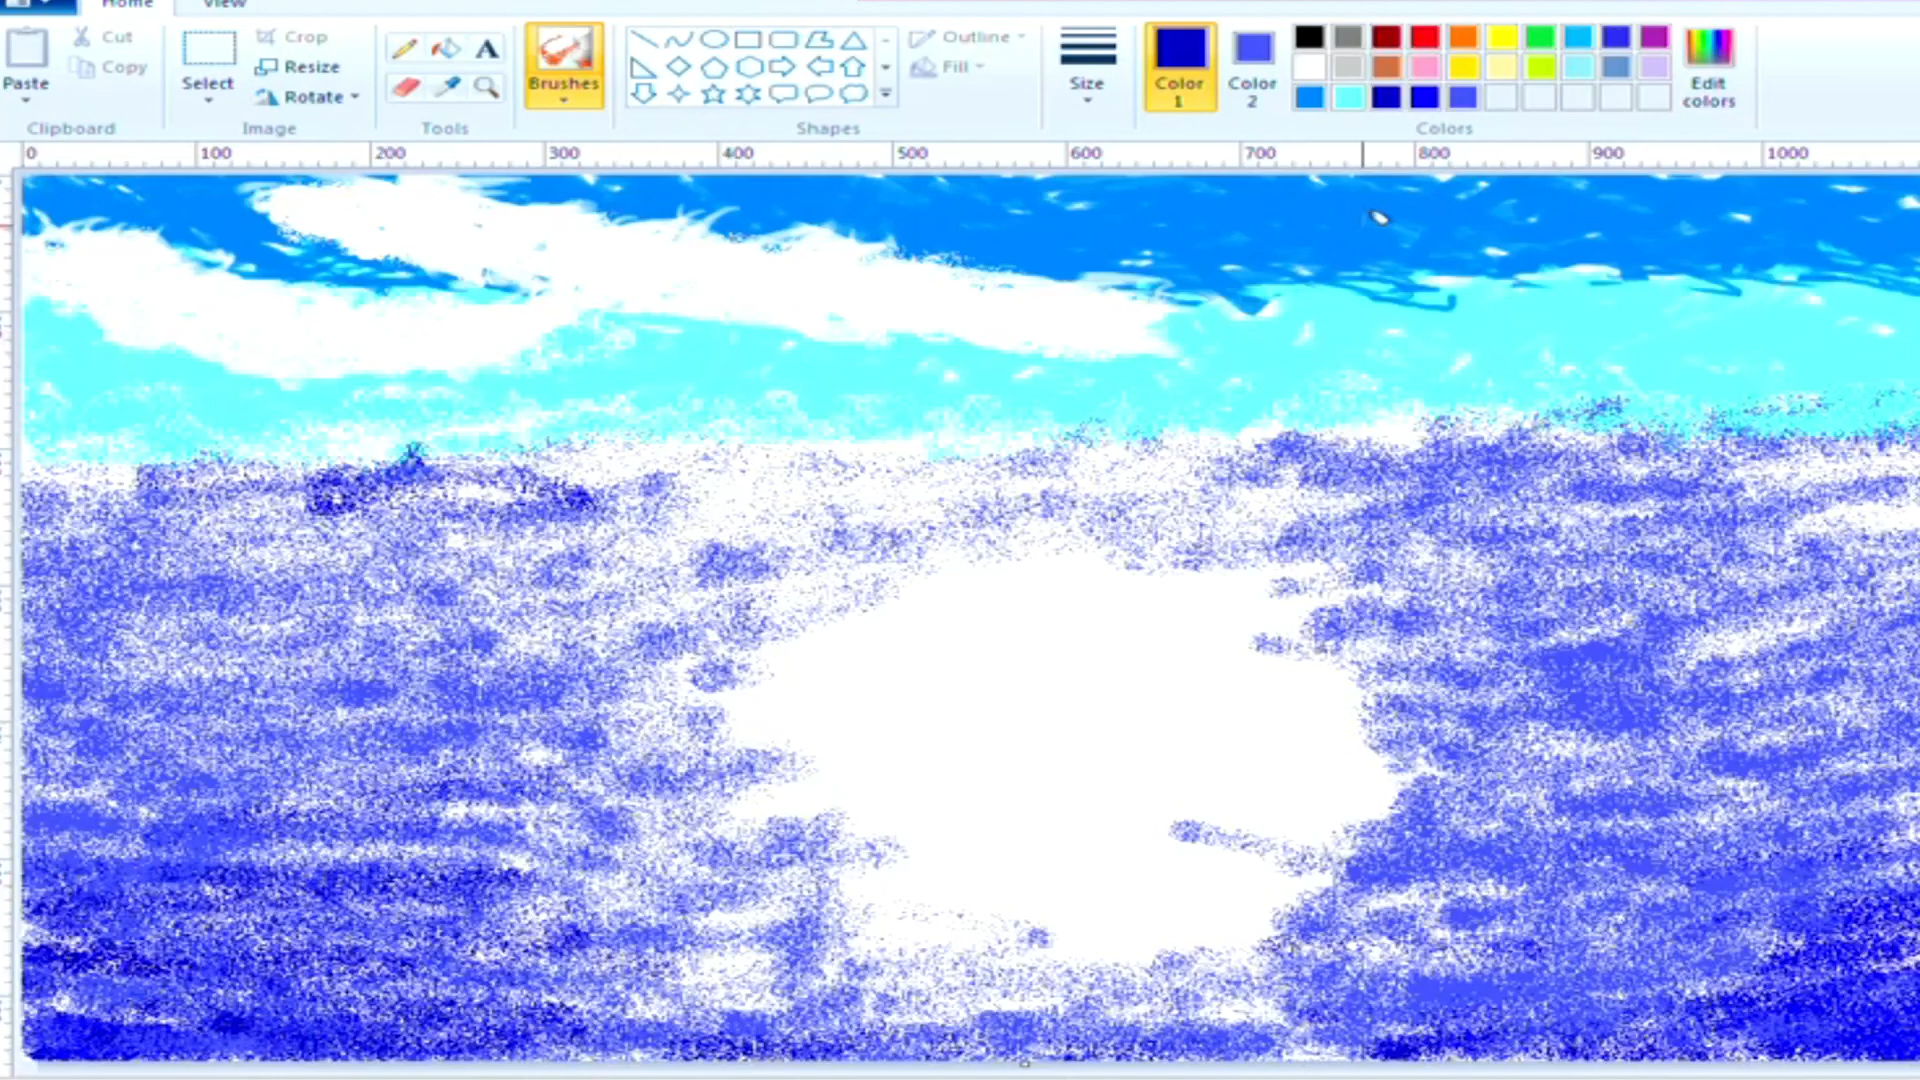 Home View
Cut
Copy
Paste
Clipboard
Select
Crop
Resize
Rotate
Image
A
Tools
Brushes
Shapes
Outline
Fill
Size
Color 1
Color 2
Edit colors
Colors
0 100 200 300 400 500 600 700 800 900 1000